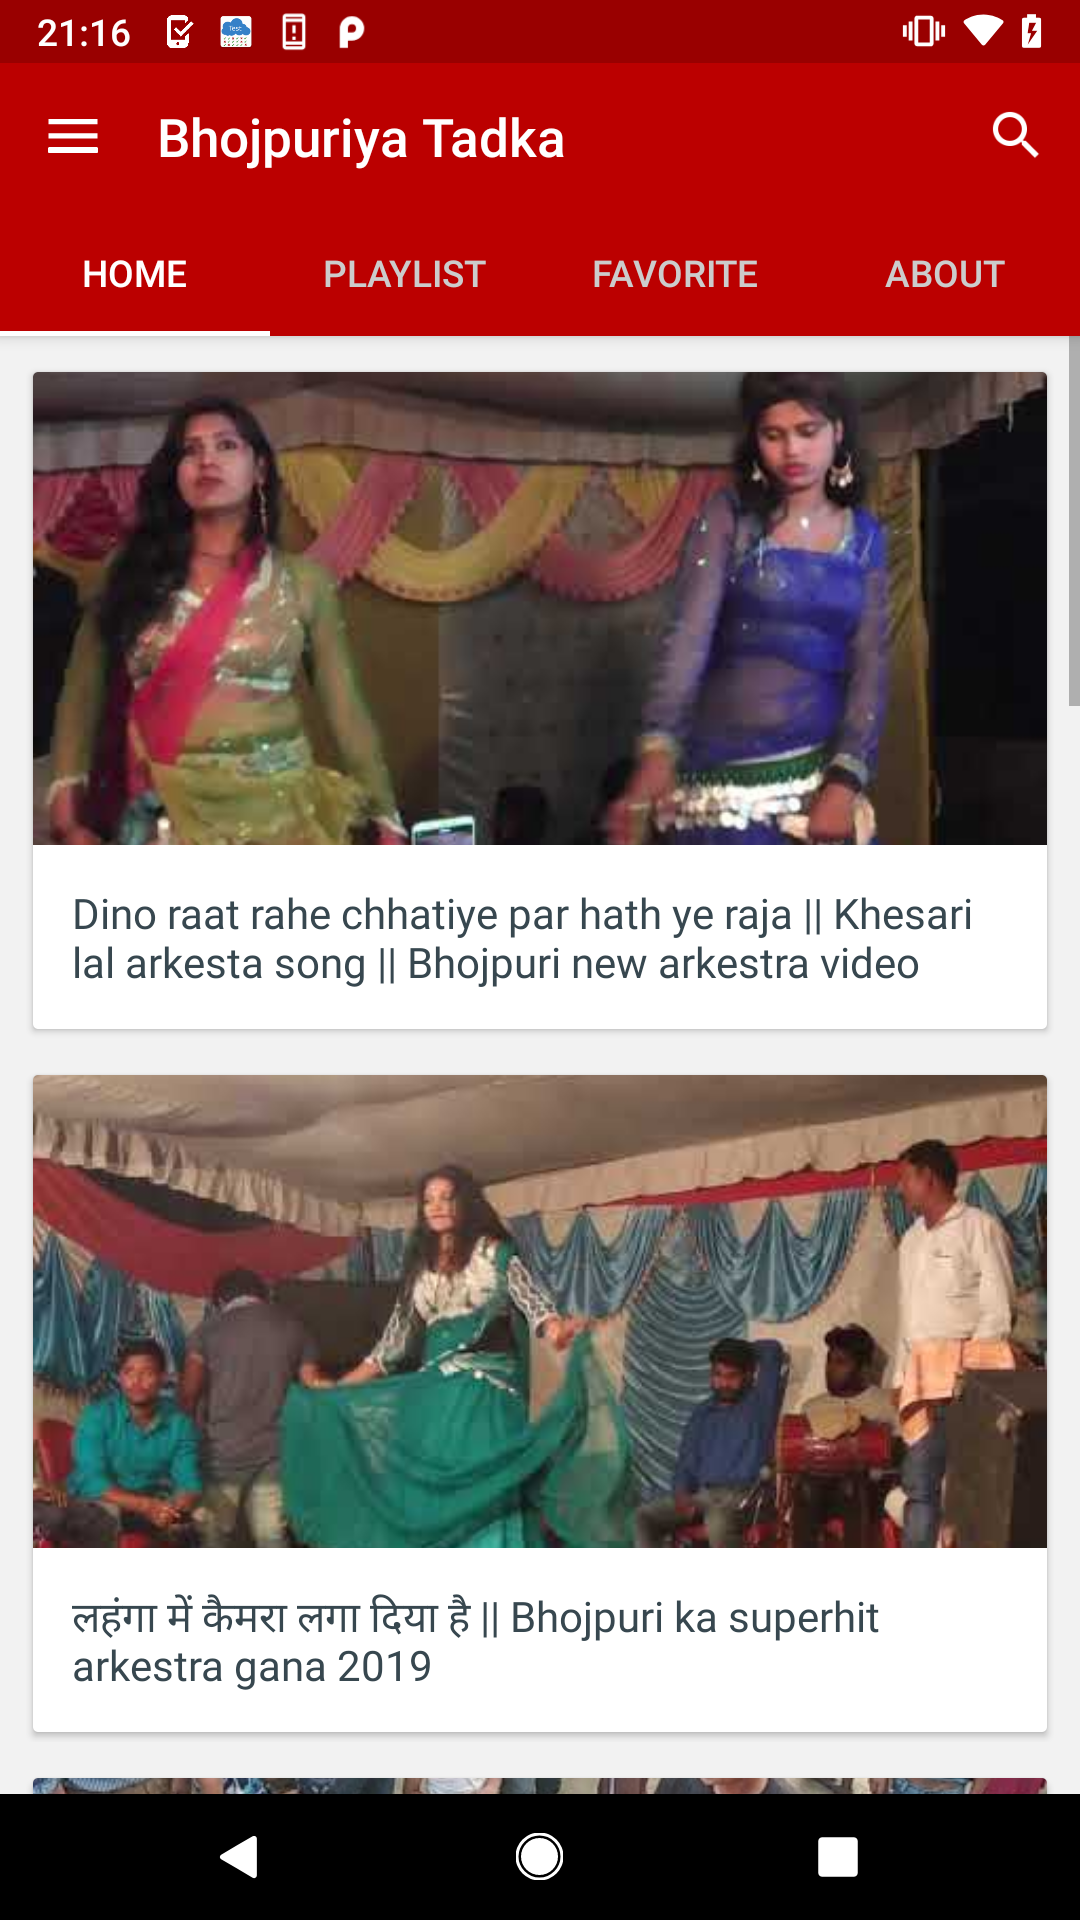 21:16
Test
Bhojpuriya Tadka
HOME PLAYLIST FAVORITE ABOUT
Dino raat rahe chhatiye par hath ye raja || Khesari
lal arkesta song || Bhojpuri new arkestra video
लहंगा में कैमरा लगा दिया है || Bhojpuri ka superhit
arkestra gana 2019